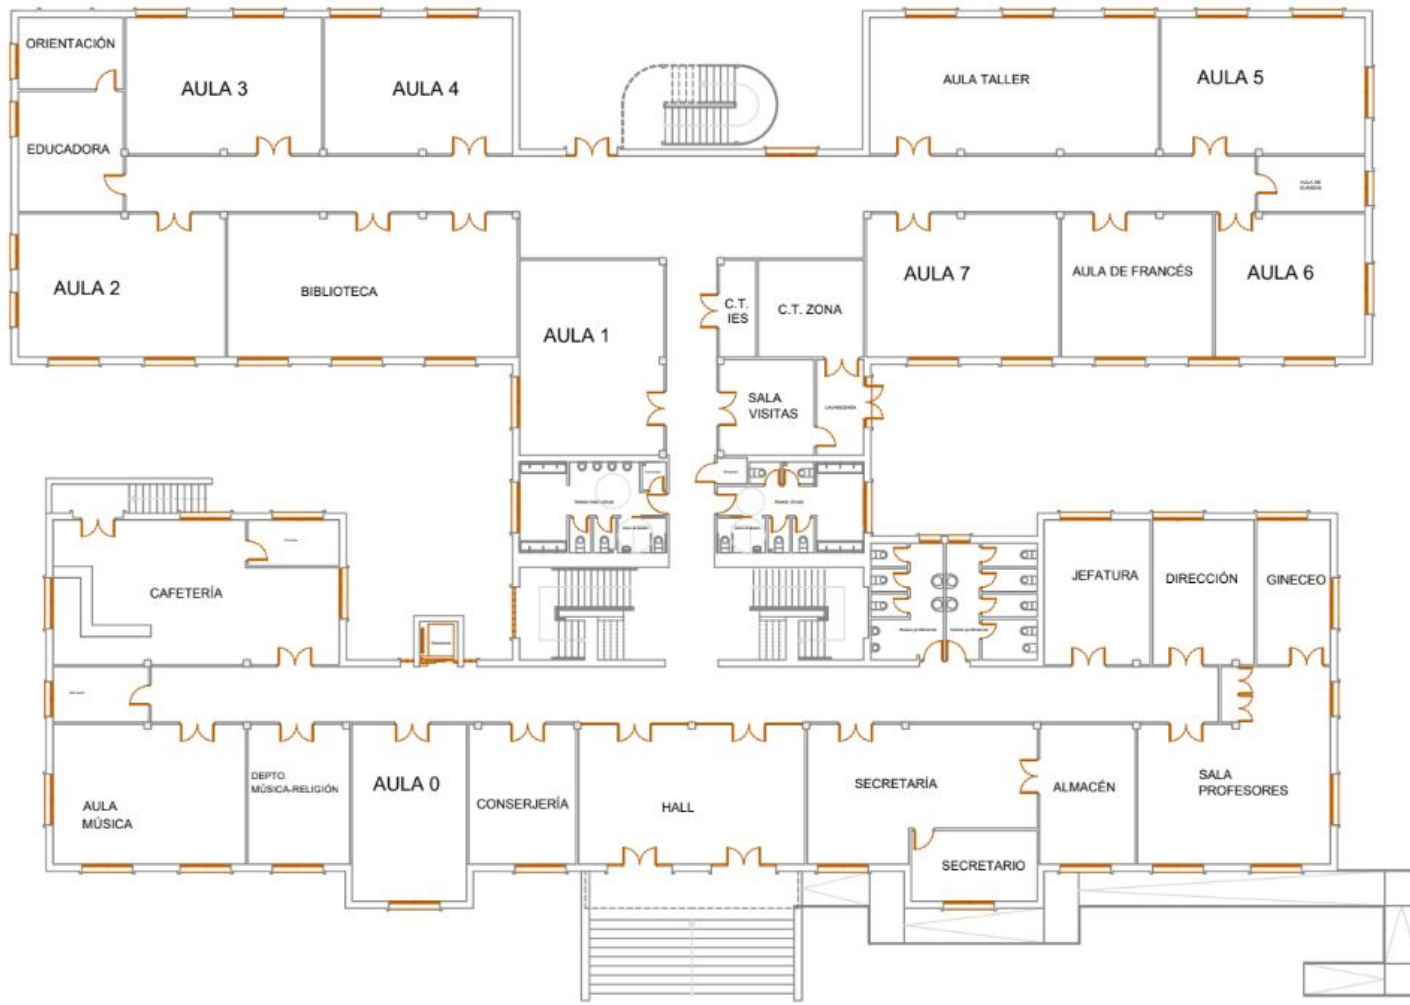 ORIENTACIÓN
AULA 3
AULA 4
AULA TALLER
AULA 5
EDUCADORA
AULA 2
BIBLIOTECA
AULA 1
C.T.
IES
C.T. ZONA
AULA 7
AULA DE FRANCÉS
AULA 6
SALA
VISITAS
LAVANDERÍA
CAFETERÍA
JEFATURA
DIRECCIÓN
GINECEO
AULA
MÚSICA
DEPTO.
MÚSICA-RELIGIÓN
AULA 0
CONSERJERÍA
HALL
SECRETARÍA
SECRETARIO
ALMACÉN
SALA
PROFESORES